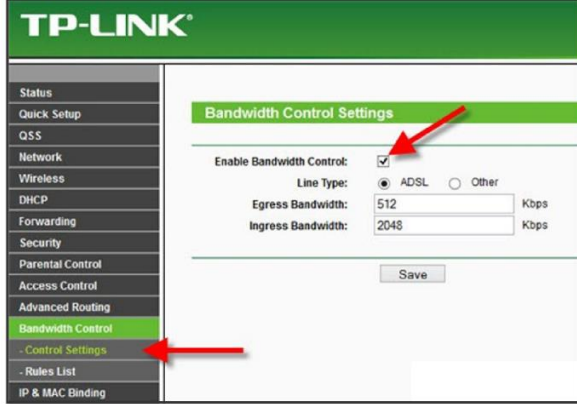 TP-LINK®
Status
Quick Setup
QSS
Network
Wireless
DHCP
Forwarding
Security
Parental Control
Access Control
Advanced Routing
Bandwidth Control
- Control Settings
- Rules List
IP & MAC Binding
Bandwidth Control Settings
Enable Bandwidth Control:
Line Type: ADSL Other
Egress Bandwidth: 512 Kbps
Ingress Bandwidth: 2048 Kbps
Save